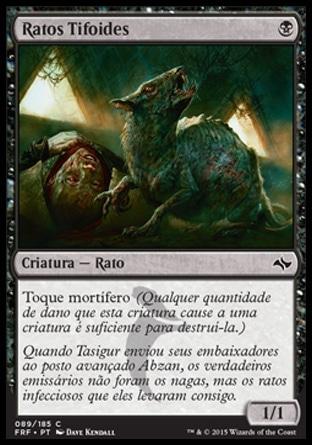 Ratos Tifoides
Criatura — Rato
Toque mortífero (Qualquer quantidade
de dano que esta criatura cause a uma
criatura é suficiente para destruí-la.)
Quando Tasigur enviou seus embaixadores
ao posto avançado Abzan, os verdadeiros
emissários não foram os nagas, mas os ratos
infecciosos que eles levaram consigo.
1/1
089/185 C
FRF • PT Dave Kendall
™ & © 2015 Wizards of the Coast